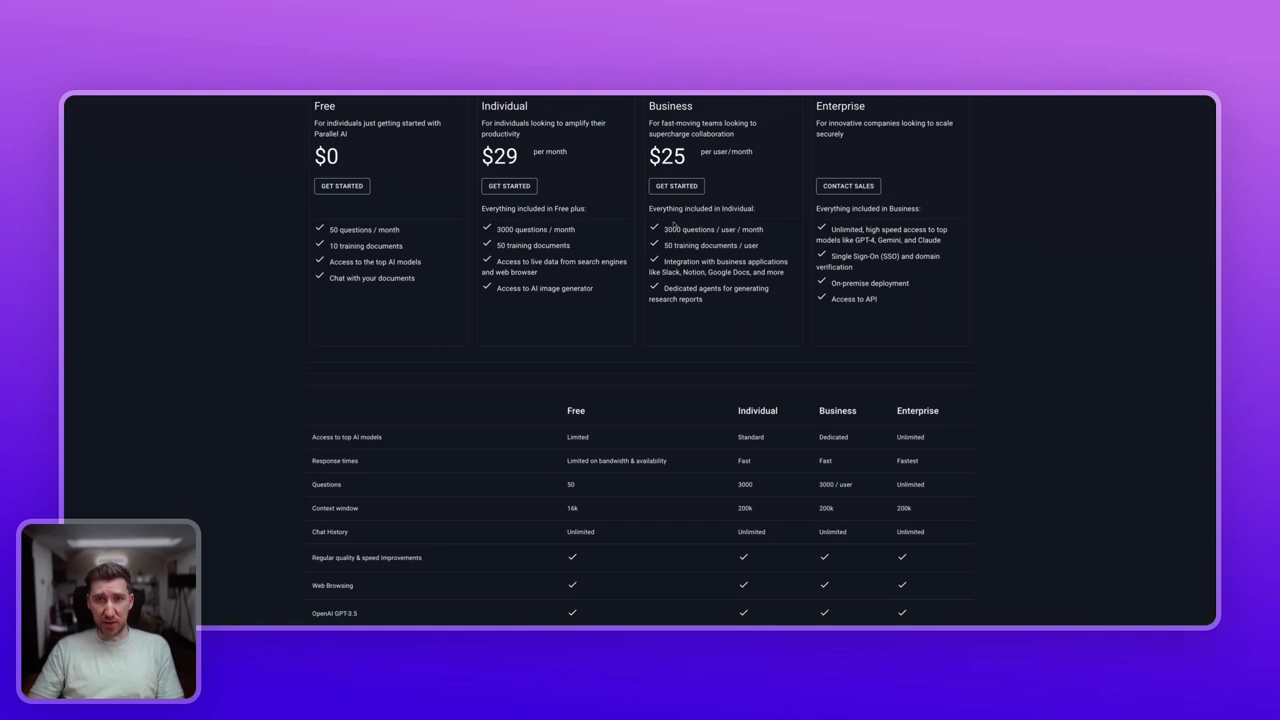 Free
For individuals just getting started with
Parallel AI
$0
GET STARTED
50 questions / month
10 training documents
Access to the top AI models
Chat with your documents
Individual
For individuals looking to amplify their
productivity
$29 per month
GET STARTED
Everything included in Free plus:
3000 questions / month
50 training documents
Access to live data from search engines
and web browser
Access to AI image generator
Business
For fast-moving teams looking to
supercharge collaboration
$25 per user/month
GET STARTED
Everything included in Individual:
3000 questions / user / month
50 training documents / user
Integration with business applications
like Slack, Notion, Google Docs, and more
Dedicated agents for generating
research reports
Enterprise
For innovative companies looking to scale
securely
CONTACT SALES
Everything included in Business:
Unlimited, high speed access to top
models like GPT-4, Gemini, and Claude
Single Sign-On (SSO) and domain
verification
On-premise deployment
Access to API
Free Individual Business Enterprise
Access to top AI models Limited Standard Dedicated Unlimited
Response times Limited on bandwidth & availability Fast Fast Fastest
Questions 50 3000 3000 / user Unlimited
Context window 16k 200k 200k 200k
Chat History Unlimited Unlimited Unlimited Unlimited
Regular quality & speed improvements
Web Browsing
OpenAI GPT-3.5